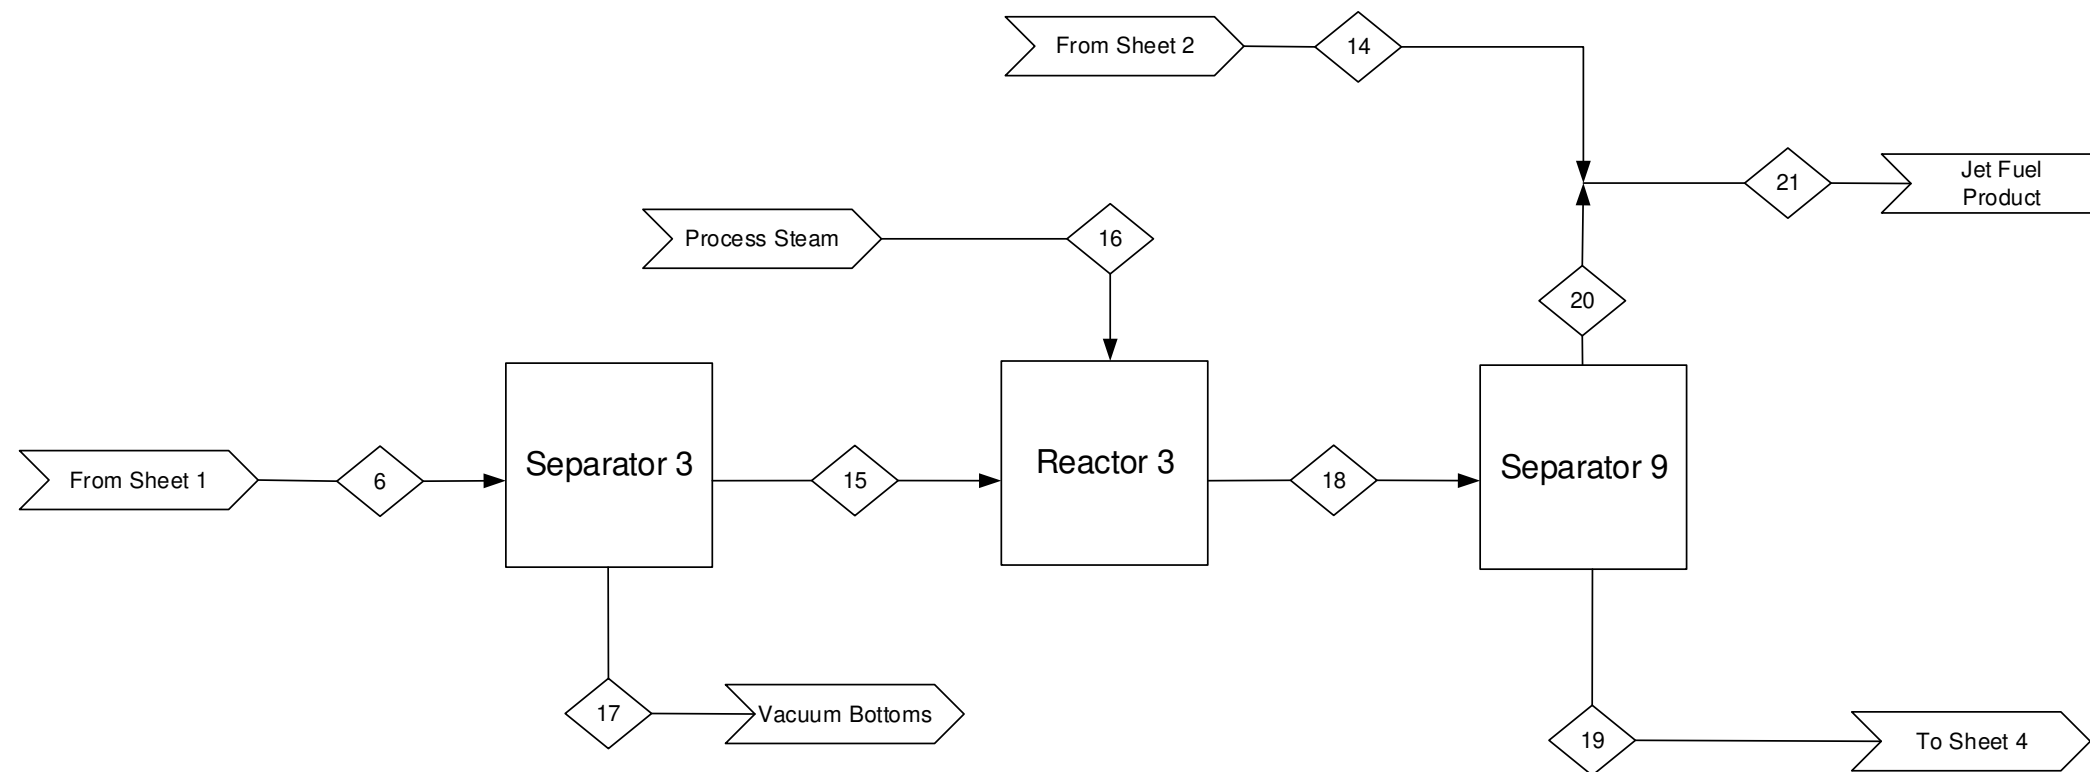 From Sheet 2
14
Jet Fuel
Product
21
Process Steam
16
20
From Sheet 1
6
Separator 3
15
Reactor 3
18
Separator 9
17
Vacuum Bottoms
19
To Sheet 4